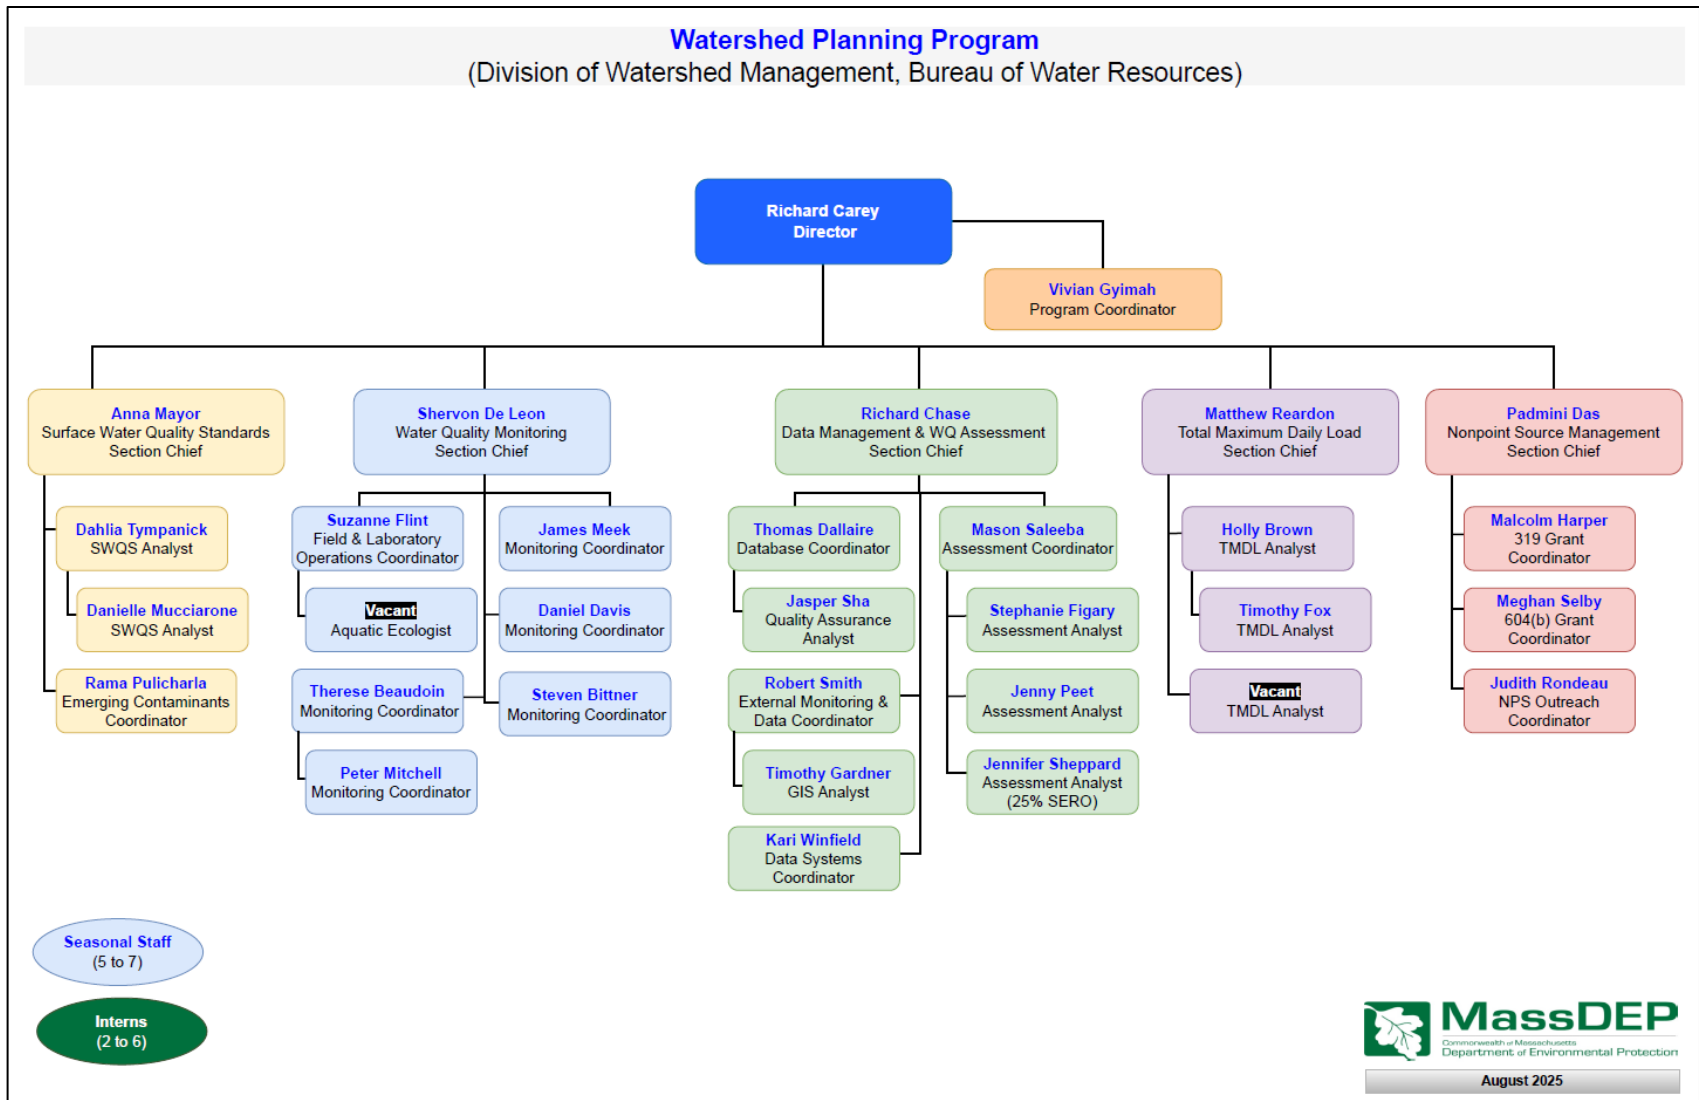 Watershed Planning Program
(Division of Watershed Management, Bureau of Water Resources)
Richard Carey
Director
Vivian Gyimah
Program Coordinator
Anna Mayor
Surface Water Quality Standards
Section Chief
Dahlia Tympanick
SWQS Analyst
Danielle Mucciarone
SWQS Analyst
Rama Pulicharla
Emerging Contaminants
Coordinator
Shervon De Leon
Water Quality Monitoring
Section Chief
Suzanne Flint
Field & Laboratory
Operations Coordinator
Vacant
Aquatic Ecologist
Therese Beaudoin
Monitoring Coordinator
Peter Mitchell
Monitoring Coordinator
James Meek
Monitoring Coordinator
Daniel Davis
Monitoring Coordinator
Steven Bittner
Monitoring Coordinator
Richard Chase
Data Management & WQ Assessment
Section Chief
Thomas Dallaire
Database Coordinator
Jasper Sha
Quality Assurance
Analyst
Robert Smith
External Monitoring &
Data Coordinator
Timothy Gardner
GIS Analyst
Kari Winfield
Data Systems
Coordinator
Mason Saleeba
Assessment Coordinator
Stephanie Figary
Assessment Analyst
Jenny Peet
Assessment Analyst
Jennifer Sheppard
Assessment Analyst
(25% SERO)
Matthew Reardon
Total Maximum Daily Load
Section Chief
Holly Brown
TMDL Analyst
Timothy Fox
TMDL Analyst
Vacant
TMDL Analyst
Padmini Das
Nonpoint Source Management
Section Chief
Malcolm Harper
319 Grant
Coordinator
Meghan Selby
604(b) Grant
Coordinator
Judith Rondeau
NPS Outreach
Coordinator
Seasonal Staff
(5 to 7)
Interns
(2 to 6)
MassDEP
Commonwealth of Massachusetts
Department of Environmental Protection
August 2025